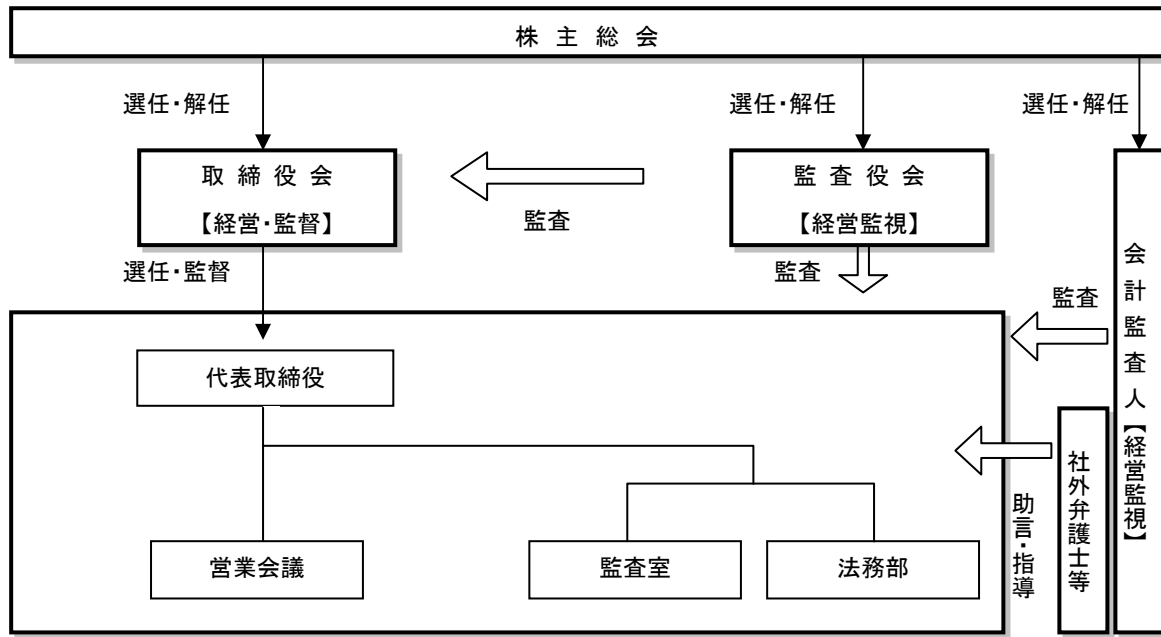 株主総会
選任・解任
選任・解任
選任・解任
取締役会
【経営・監督】
監査
監査役会
【経営監視】
選任・監督
監査
会計監査人【経営監視】
監査
代表取締役
助言・指導
社外弁護士等
営業会議
監査室
法務部